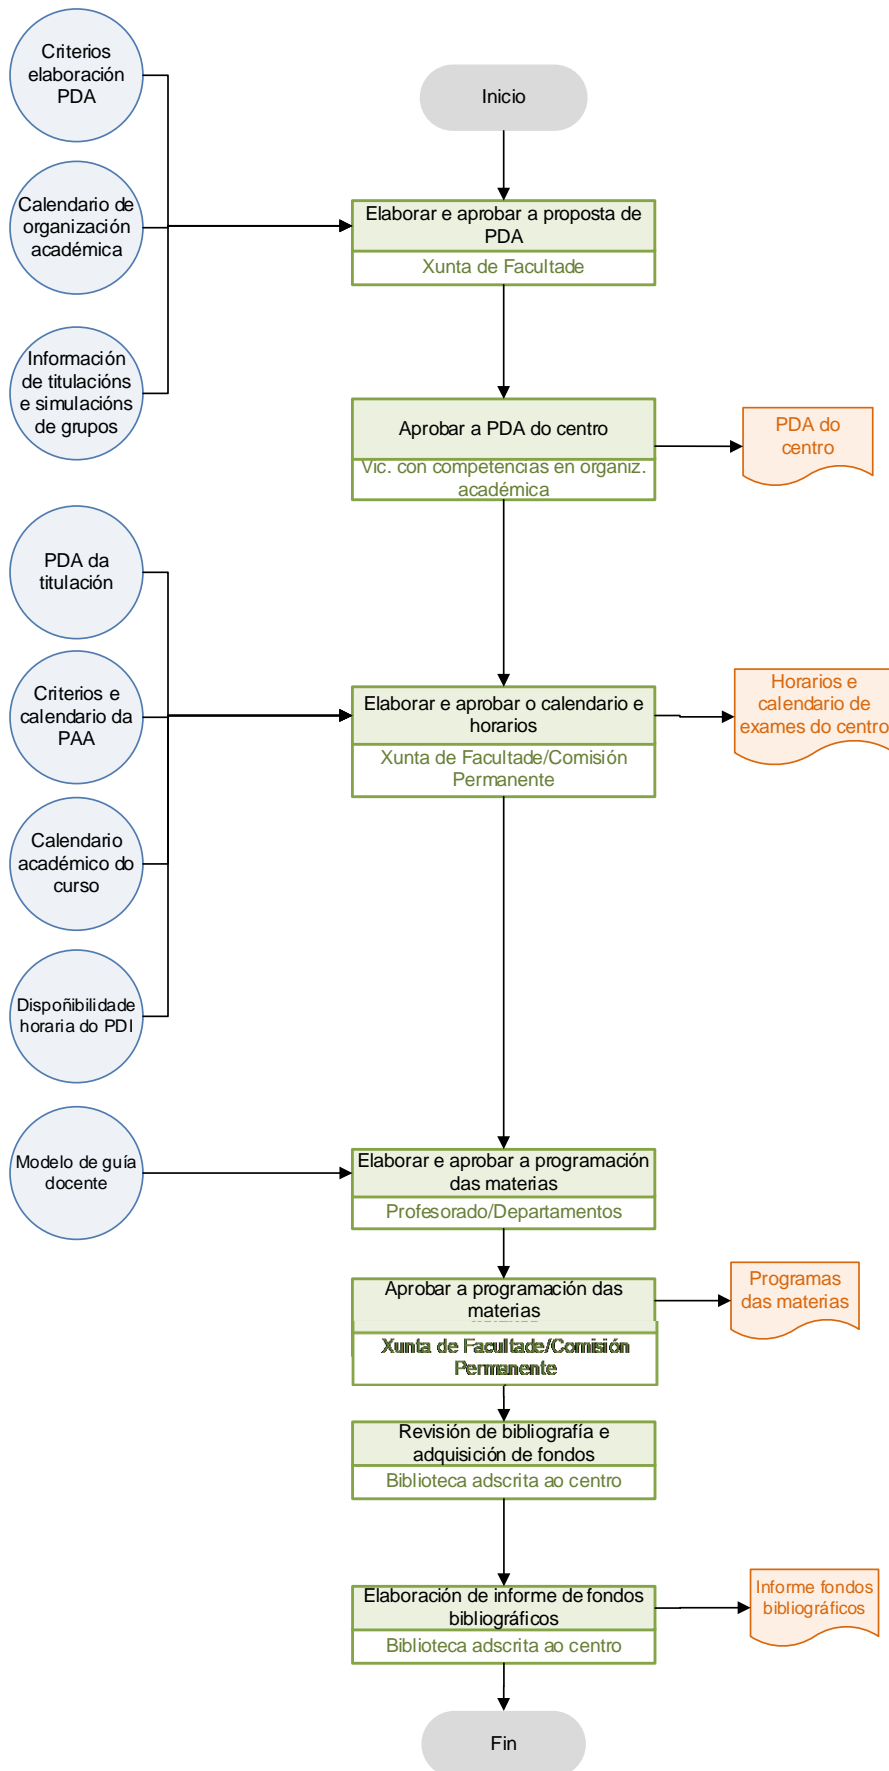 Criterios
elaboración
PDA
Inicio
Calendario de
organización
académica
Elaborar e aprobar a proposta de
PDA
Xunta de Facultade
Información
de titulacións
e simulacións
de grupos
Aprobar a PDA do centro
Vic. con competencias en organiz.
académica
PDA do
centro
PDA da
titulación
Criterios e
calendario da
PAA
Elaborar e aprobar o calendario e
horarios
Xunta de Facultade/Comisión
Permanente
Horarios e
calendario de
exames do centro
Calendario
académico do
curso
Dispoñibilidade
horaria do PDI
Modelo de guía
docente
Elaborar e aprobar a programación
das materias
Profesorado/Departamentos
Aprobar a programación das
materias
Xunta de Facultade/Comisión
Permanente
Programas
das materias
Revisión de bibliografía e
adquisición de fondos
Biblioteca adscrita ao centro
Elaboración de informe de fondos
bibliográficos
Biblioteca adscrita ao centro
Informe fondos
bibliográficos
Fin